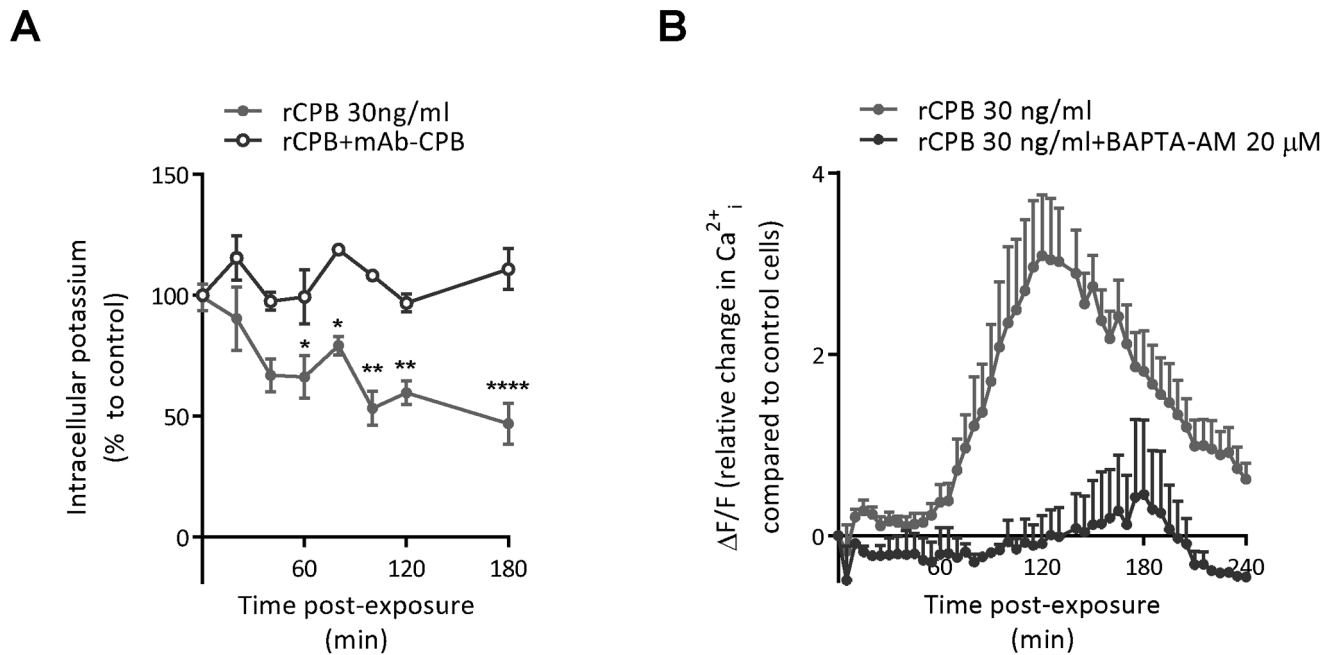 A
rCPB 30ng/ml
rCPB+mAb-CPB
Intracellular potassium
(% to control)
150
100
50
0
*
*
**
**
****
60
120
180
Time post-exposure
(min)
B
rCPB 30 ng/ml
rCPB 30 ng/ml+BAPTA-AM 20 μM
ΔF/F (relative change in Ca²⁺ᵢ
compared to control cells)
4
2
0
60
120
180
240
Time post-exposure
(min)